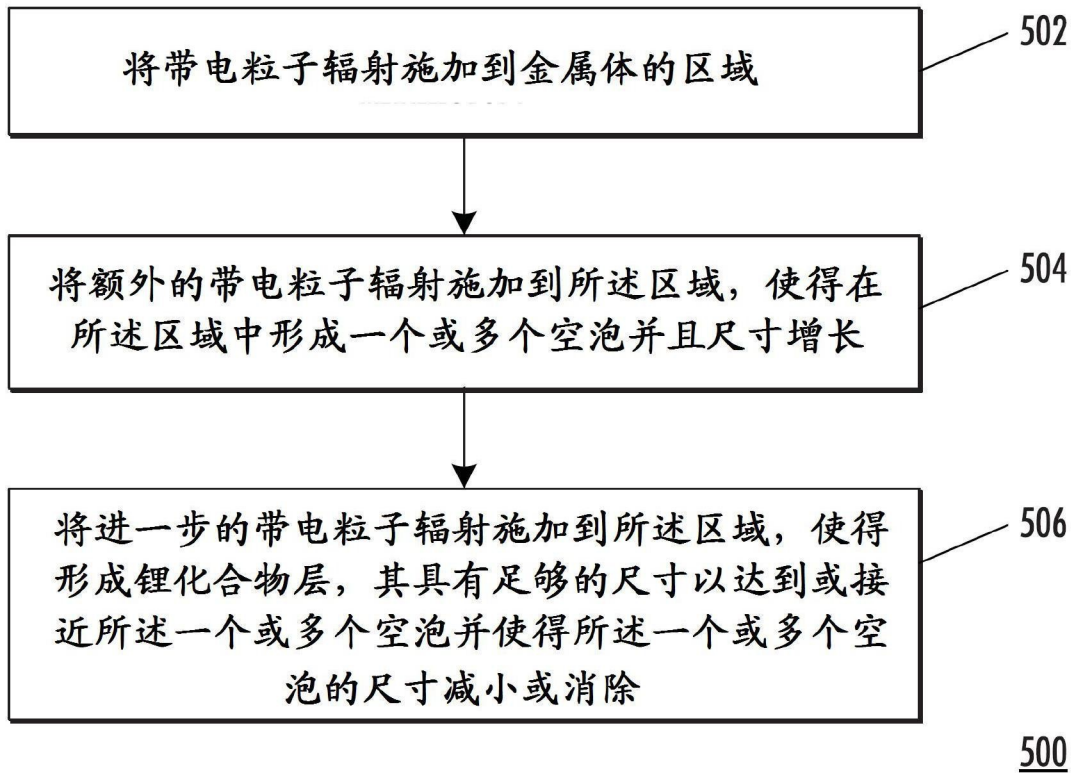 将带电粒子辐射施加到金属体的区域
502
将额外的带电粒子辐射施加到所述区域，使得在
所述区域中形成一个或多个空泡并且尺寸增长
504
将进一步的带电粒子辐射施加到所述区域，使得
形成锂化合物层，其具有足够的尺寸以达到或接
近所述一个或多个空泡并使得所述一个或多个空
泡的尺寸减小或消除
506
500